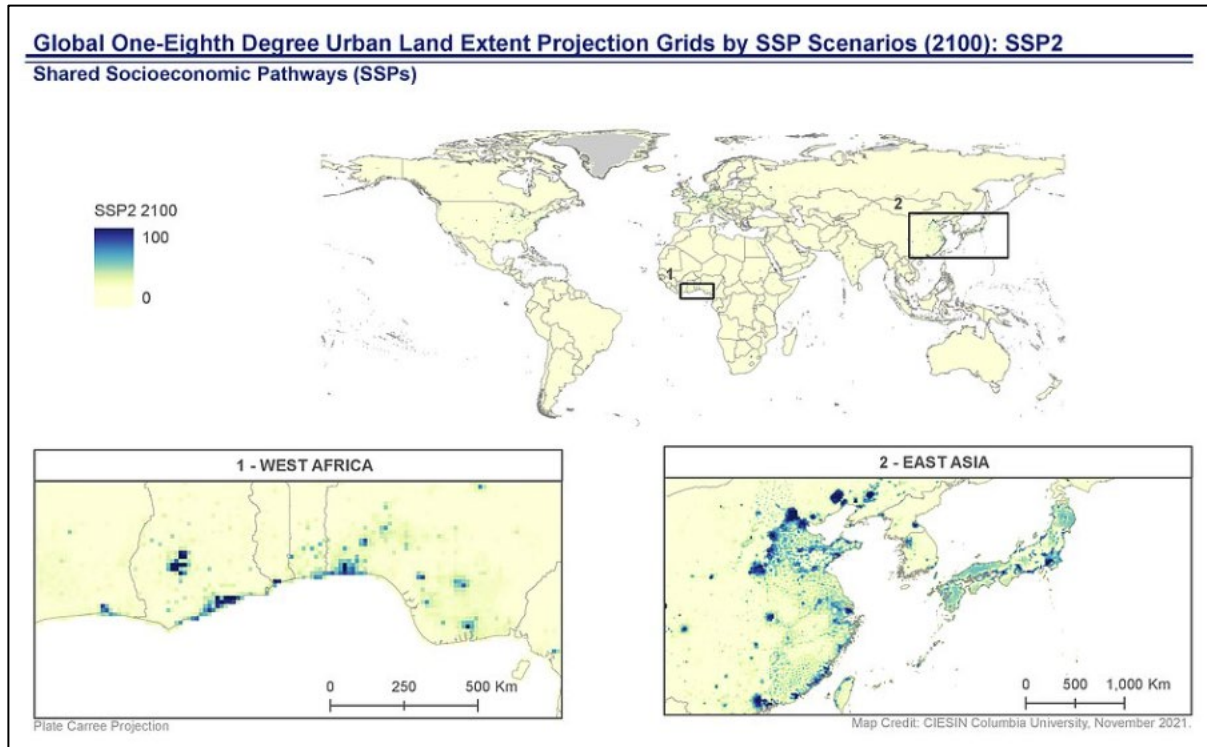 Global One-Eighth Degree Urban Land Extent Projection Grids by SSP Scenarios (2100): SSP2
Shared Socioeconomic Pathways (SSPs)
SSP2 2100
100
0
1
2
1 - WEST AFRICA
0 250 500 Km
Plate Carree Projection
2 - EAST ASIA
0 500 1,000 Km
Map Credit: CIESIN Columbia University, November 2021.